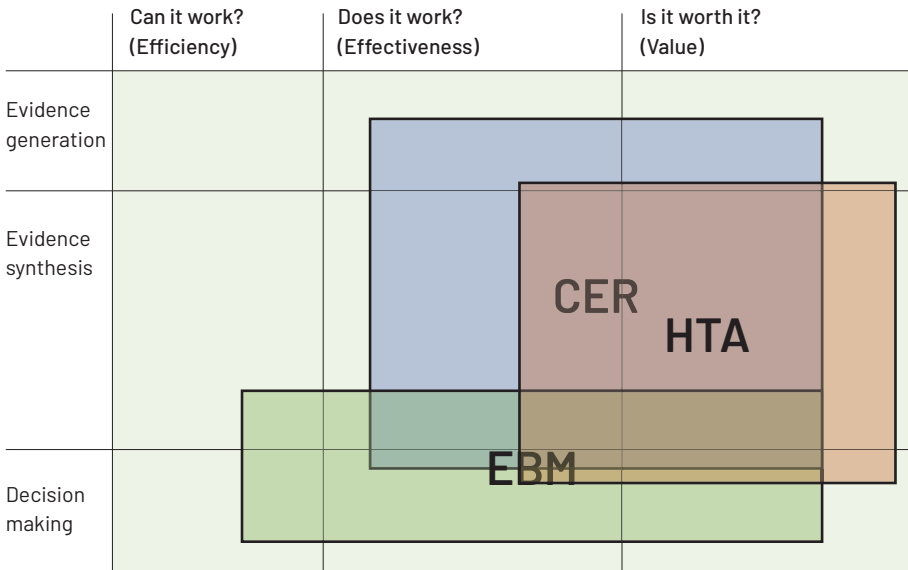 Can it work?
(Efficiency)
Does it work?
(Effectiveness)
Is it worth it?
(Value)
Evidence
generation
Evidence
synthesis
CER
HTA
EBM
Decision
making